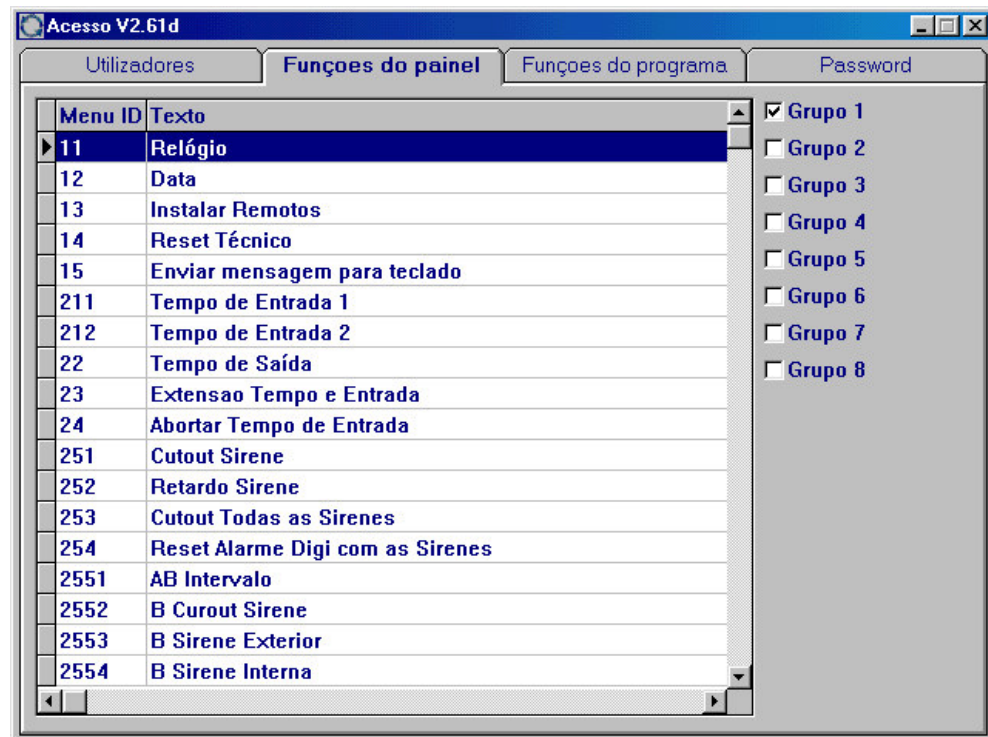 Acesso V2.61d
Utilizadores Funçoes do painel Funçoes do programa Password
Menu ID Texto
11 Relógio
12 Data
13 Instalar Remotos
14 Reset Técnico
15 Enviar mensagem para teclado
211 Tempo de Entrada 1
212 Tempo de Entrada 2
22 Tempo de Saída
23 Extensao Tempo e Entrada
24 Abortar Tempo de Entrada
251 Cutout Sirene
252 Retardo Sirene
253 Cutout Todas as Sirenes
254 Reset Alarme Digi com as Sirenes
2551 AB Intervalo
2552 B Curout Sirene
2553 B Sirene Exterior
2554 B Sirene Interna
Grupo 1
Grupo 2
Grupo 3
Grupo 4
Grupo 5
Grupo 6
Grupo 7
Grupo 8